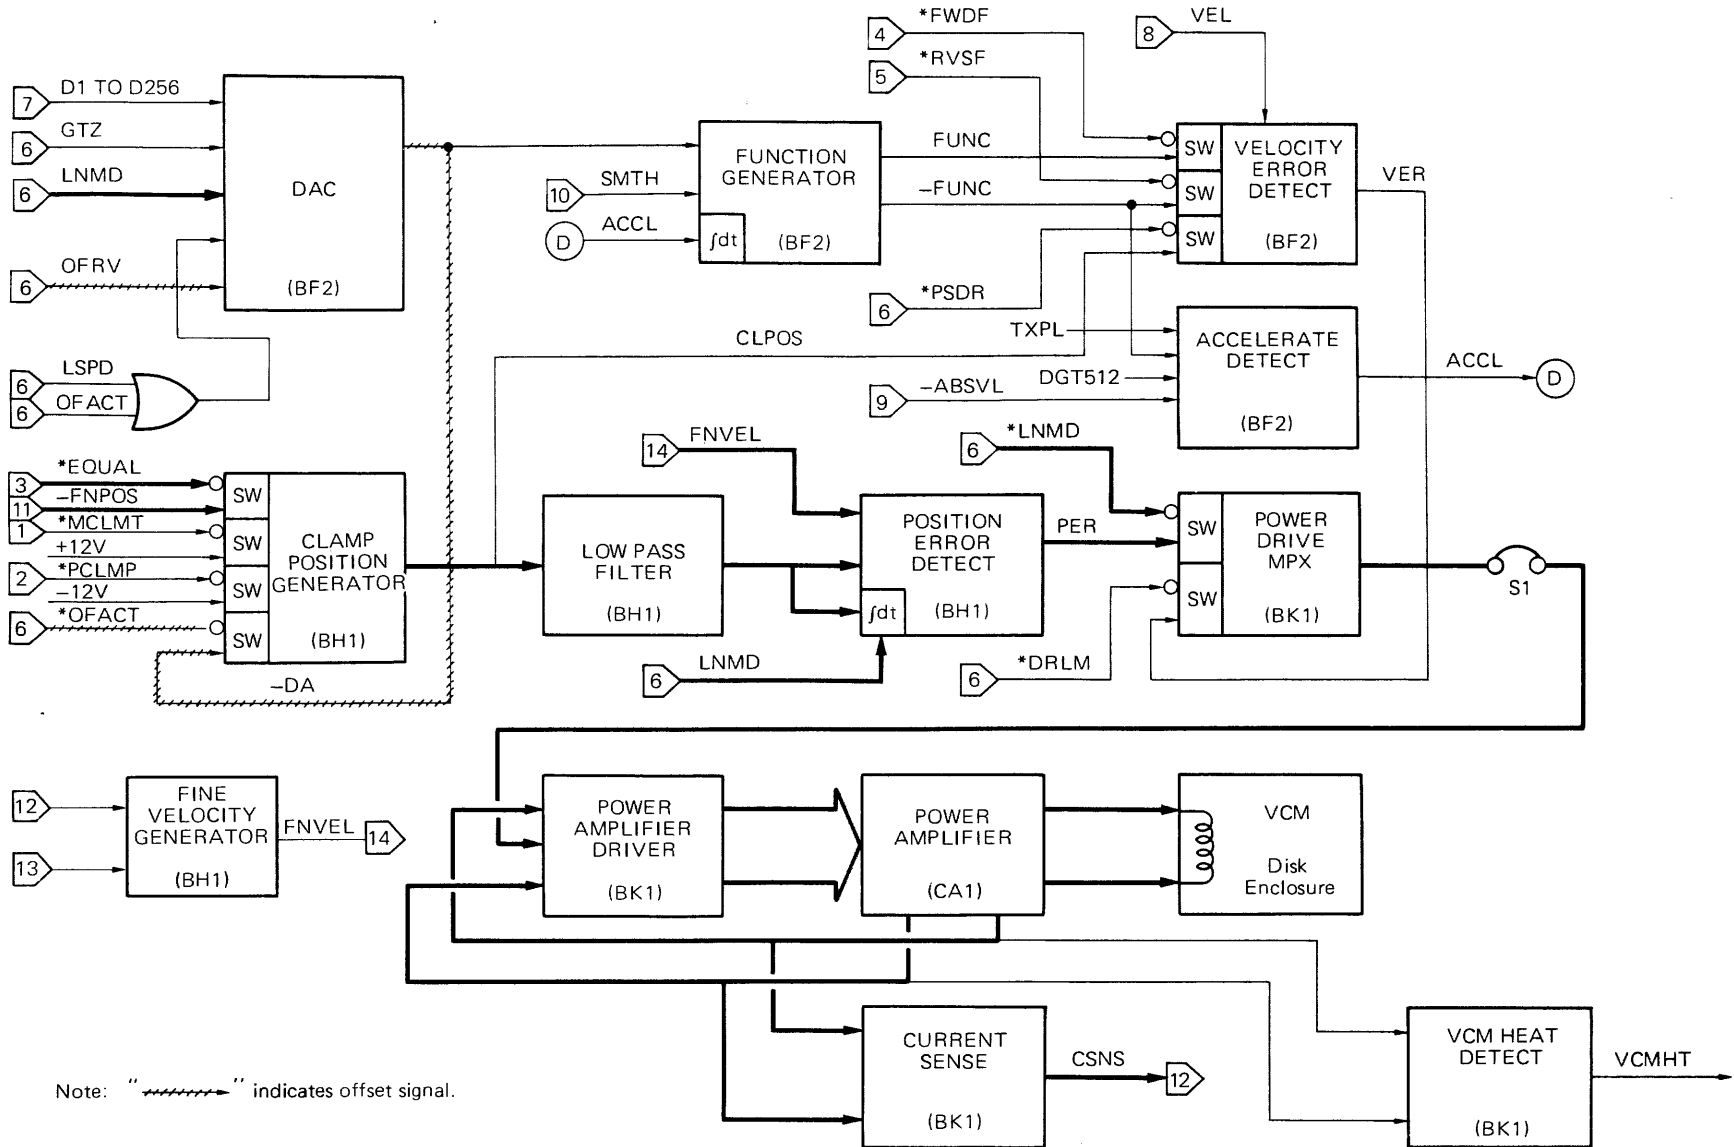 4 *FWDF
8 VEL
5 *RVSF
7 D1 TO D256
6 GTZ
6 LNMD
6 OFRV
DAC
(BF2)
10 SMTH
D ACCL
FUNCTION
GENERATOR
∫dt
(BF2)
FUNC
−FUNC
SW
SW
SW
VELOCITY
ERROR
DETECT
(BF2)
VER
6 *PSDR
CLPOS
TXPL
DGT512
9 −ABSVL
ACCELERATE
DETECT
(BF2)
ACCL
D
6 LSPD
6 OFACT
3 *EQUAL
11 −FNPOS
1 *MCLMT
+12V
2 *PCLMP
−12V
6 *OFACT
SW
SW
SW
SW
CLAMP
POSITION
GENERATOR
(BH1)
−DA
LOW PASS
FILTER
(BH1)
14 FNVEL
POSITION
ERROR
DETECT
∫dt
(BH1)
6 LNMD
PER
6 *LNMD
6 *DRLM
SW
SW
POWER
DRIVE
MPX
(BK1)
S1
12
13
FINE
VELOCITY
GENERATOR
(BH1)
FNVEL
14
POWER
AMPLIFIER
DRIVER
(BK1)
POWER
AMPLIFIER
(CA1)
VCM
Disk
Enclosure
CURRENT
SENSE
(BK1)
CSNS
12
VCM HEAT
DETECT
(BK1)
VCMHT
Note: " " indicates offset signal.